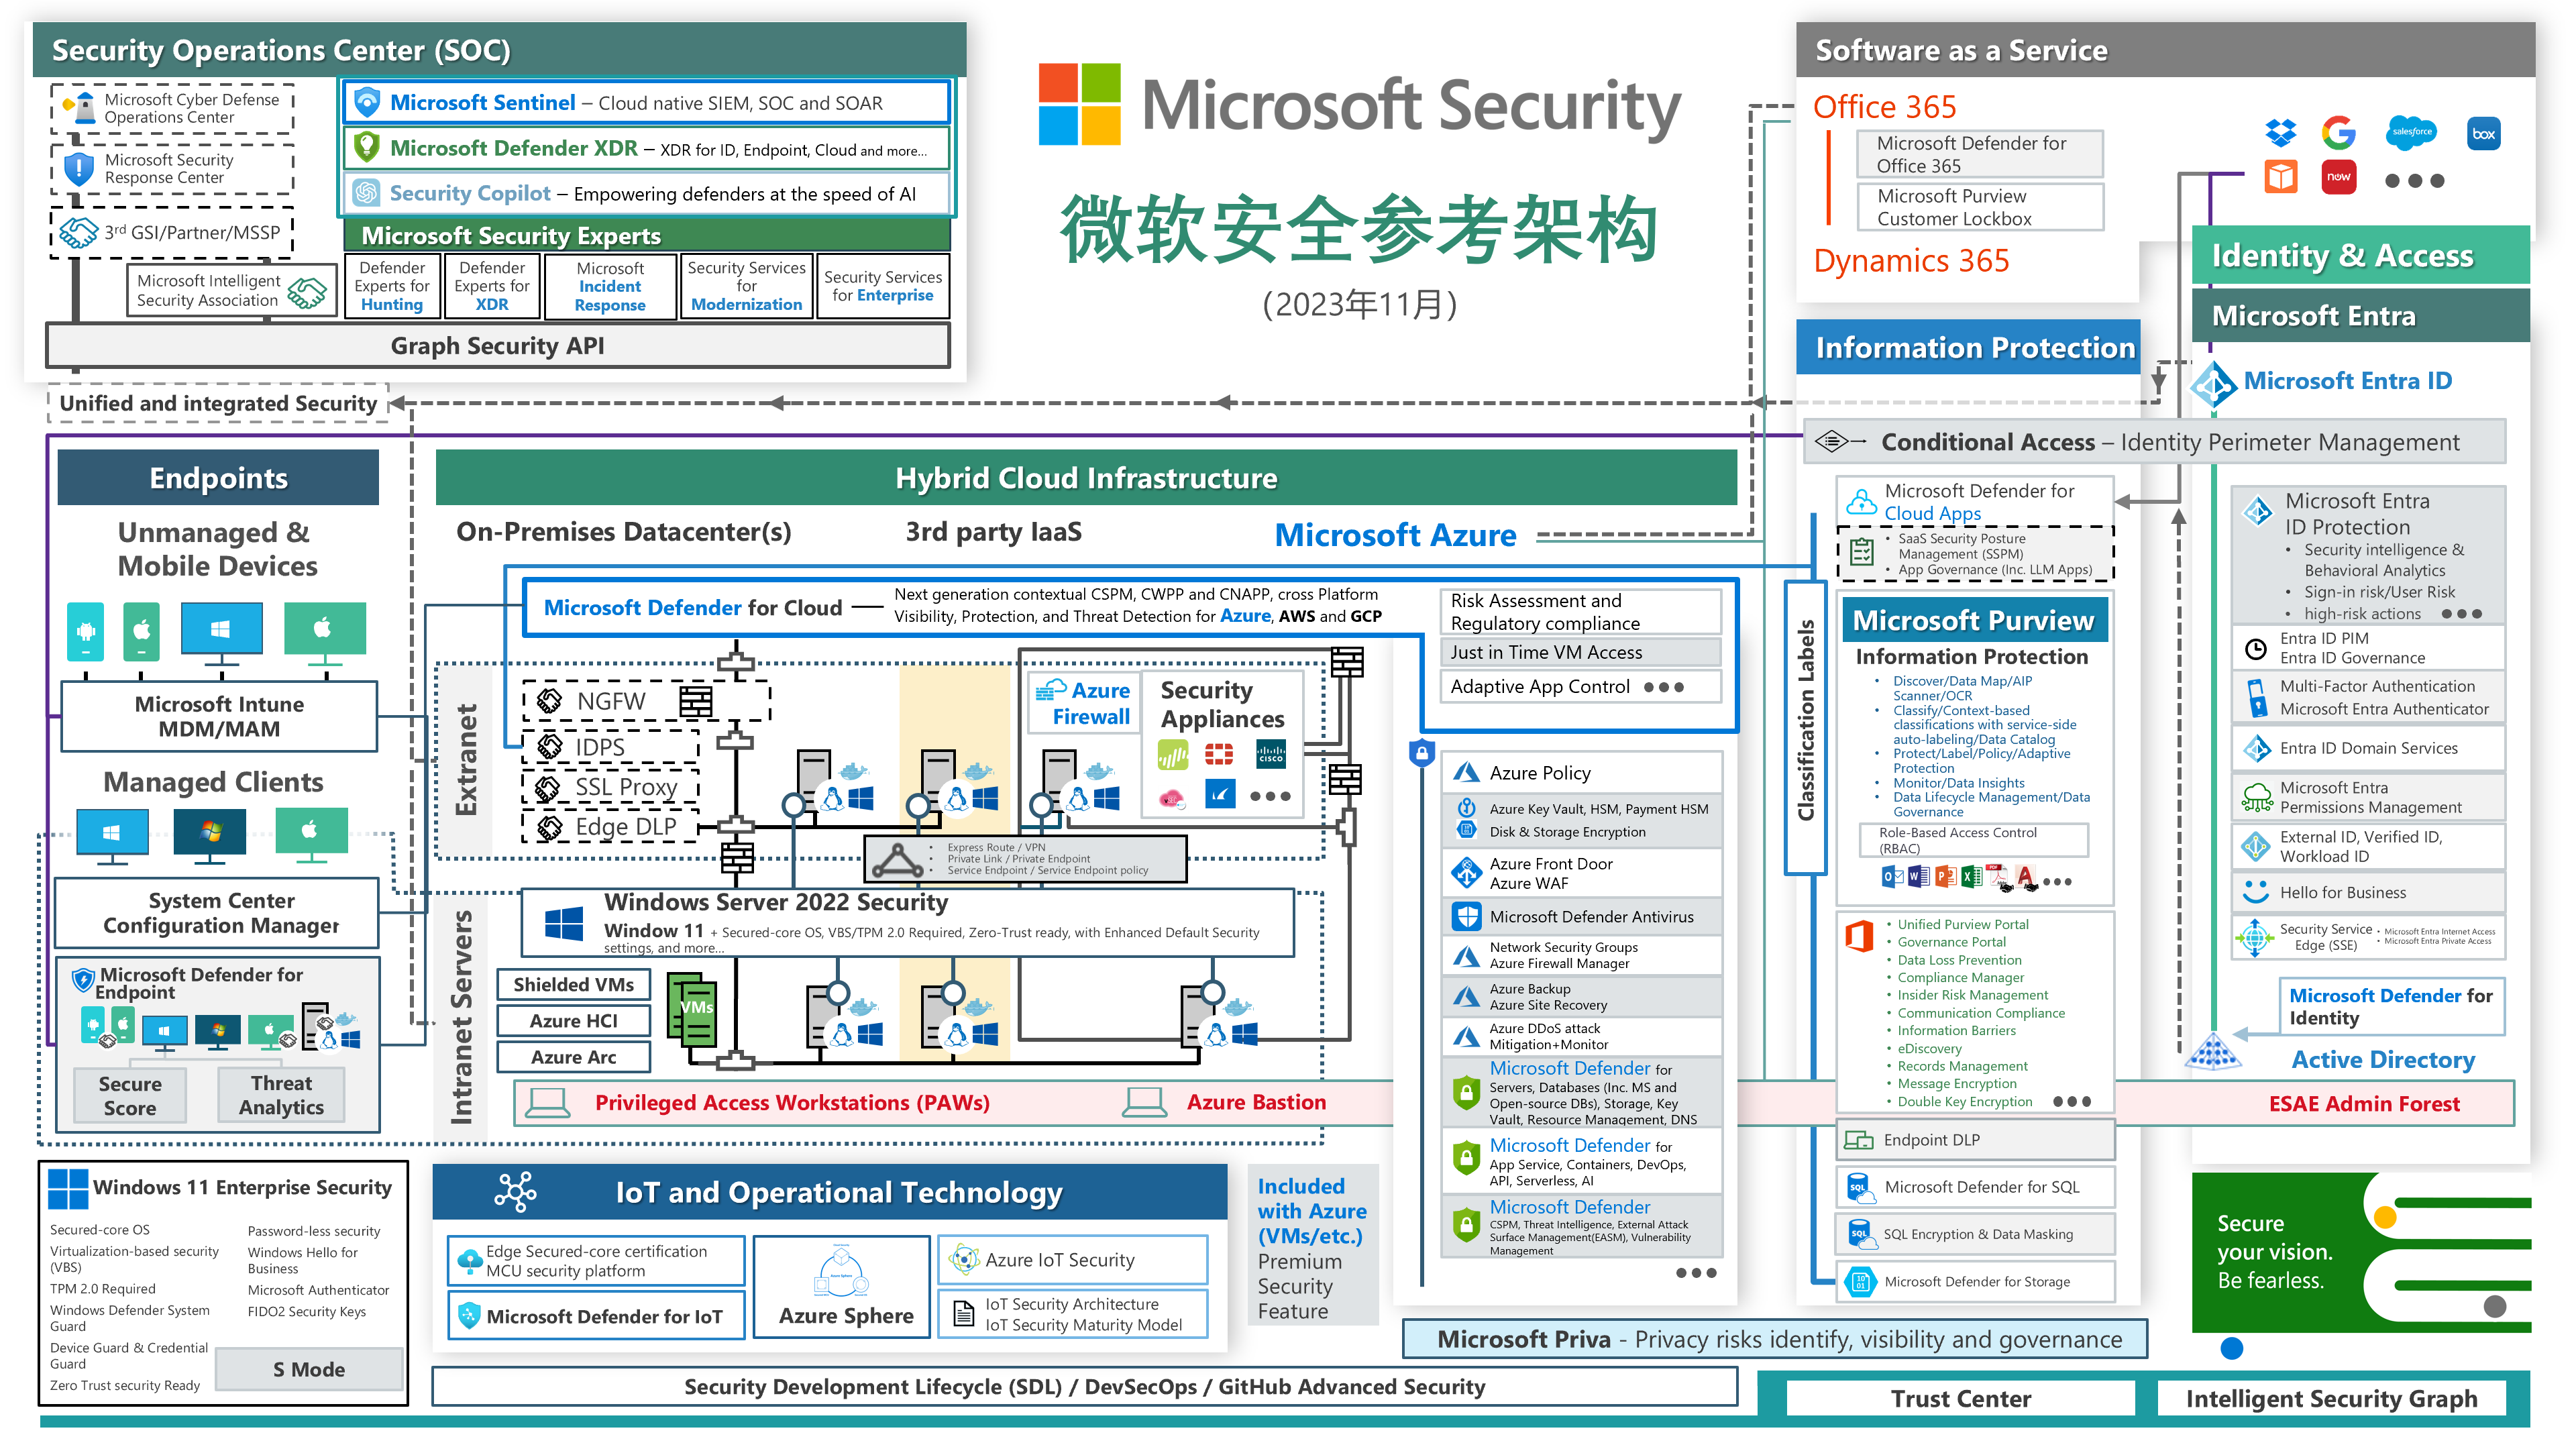 Security Operations Center (SOC)
Microsoft Cyber Defense
Operations Center
Microsoft Security
Response Center
3rd GSI/Partner/MSSP
Microsoft Intelligent
Security Association
Microsoft Sentinel – Cloud native SIEM, SOC and SOAR
Microsoft Defender XDR – XDR for ID, Endpoint, Cloud and more...
Security Copilot – Empowering defenders at the speed of AI
Microsoft Security Experts
Defender
Experts for
Hunting
Defender
Experts for
XDR
Microsoft
Incident
Response
Security Services
for
Modernization
Security Services
for Enterprise
Graph Security API
Unified and integrated Security
Microsoft Security
微软安全参考架构
(2023年11月)
Software as a Service
Office 365
Microsoft Defender for
Office 365
Microsoft Purview
Customer Lockbox
Dynamics 365
salesforce
box
now
Identity & Access
Microsoft Entra
Microsoft Entra ID
Information Protection
Conditional Access – Identity Perimeter Management
Endpoints
Unmanaged &
Mobile Devices
Microsoft Intune
MDM/MAM
Managed Clients
System Center
Configuration Manager
Microsoft Defender for
Endpoint
Secure
Score
Threat
Analytics
Windows 11 Enterprise Security
Secured-core OS
Virtualization-based security
(VBS)
TPM 2.0 Required
Windows Defender System
Guard
Device Guard & Credential
Guard
Zero Trust security Ready
Password-less security
Windows Hello for
Business
Microsoft Authenticator
FIDO2 Security Keys
S Mode
Hybrid Cloud Infrastructure
On-Premises Datacenter(s)
3rd party IaaS
Microsoft Azure
Microsoft Defender for Cloud
Next generation contextual CSPM, CWPP and CNAPP, cross Platform
Visibility, Protection, and Threat Detection for Azure, AWS and GCP
Risk Assessment and
Regulatory compliance
Just in Time VM Access
Adaptive App Control
Extranet
NGFW
IDPS
SSL Proxy
Edge DLP
Azure
Firewall
Security
Appliances
CISCO
• Express Route / VPN
• Private Link / Private Endpoint
• Service Endpoint / Service Endpoint policy
Intranet Servers
Windows Server 2022 Security
Window 11 + Secured-core OS, VBS/TPM 2.0 Required, Zero-Trust ready, with Enhanced Default Security
settings, and more...
Shielded VMs
Azure HCI
Azure Arc
VMs
Privileged Access Workstations (PAWs)
Azure Bastion
ESAE Admin Forest
Azure Policy
Azure Key Vault, HSM, Payment HSM
Disk & Storage Encryption
Azure Front Door
Azure WAF
Microsoft Defender Antivirus
Network Security Groups
Azure Firewall Manager
Azure Backup
Azure Site Recovery
Azure DDoS attack
Mitigation+Monitor
Microsoft Defender for
Servers, Databases (Inc. MS and
Open-source DBs), Storage, Key
Vault, Resource Management, DNS
Microsoft Defender for
App Service, Containers, DevOps,
API, Serverless, AI
Microsoft Defender
CSPM, Threat Intelligence, External Attack
Surface Management(EASM), Vulnerability
Management
Classification Labels
Microsoft Defender for
Cloud Apps
• SaaS Security Posture
Management (SSPM)
• App Governance (Inc. LLM Apps)
Microsoft Purview
Information Protection
• Discover/Data Map/AIP
Scanner/OCR
• Classify/Context-based
classifications with service-side
auto-labeling/Data Catalog
• Protect/Label/Policy/Adaptive
Protection
• Monitor/Data Insights
• Data Lifecycle Management/Data
Governance
Role-Based Access Control
(RBAC)
• Unified Purview Portal
• Governance Portal
• Data Loss Prevention
• Compliance Manager
• Insider Risk Management
• Communication Compliance
• Information Barriers
• eDiscovery
• Records Management
• Message Encryption
• Double Key Encryption
Endpoint DLP
SQL
Microsoft Defender for SQL
SQL
SQL Encryption & Data Masking
Microsoft Defender for Storage
Microsoft Entra
ID Protection
• Security intelligence &
Behavioral Analytics
• Sign-in risk/User Risk
• high-risk actions
Entra ID PIM
Entra ID Governance
Multi-Factor Authentication
Microsoft Entra Authenticator
Entra ID Domain Services
Microsoft Entra
Permissions Management
External ID, Verified ID,
Workload ID
Hello for Business
Security Service
Edge (SSE)
• Microsoft Entra Internet Access
• Microsoft Entra Private Access
Microsoft Defender for
Identity
Active Directory
IoT and Operational Technology
Edge Secured-core certification
MCU security platform
Microsoft Defender for IoT
Azure Sphere
Azure IoT Security
IoT Security Architecture
IoT Security Maturity Model
Included
with Azure
(VMs/etc.)
Premium
Security
Feature
Microsoft Priva - Privacy risks identify, visibility and governance
Security Development Lifecycle (SDL) / DevSecOps / GitHub Advanced Security
Secure
your vision.
Be fearless.
Trust Center
Intelligent Security Graph